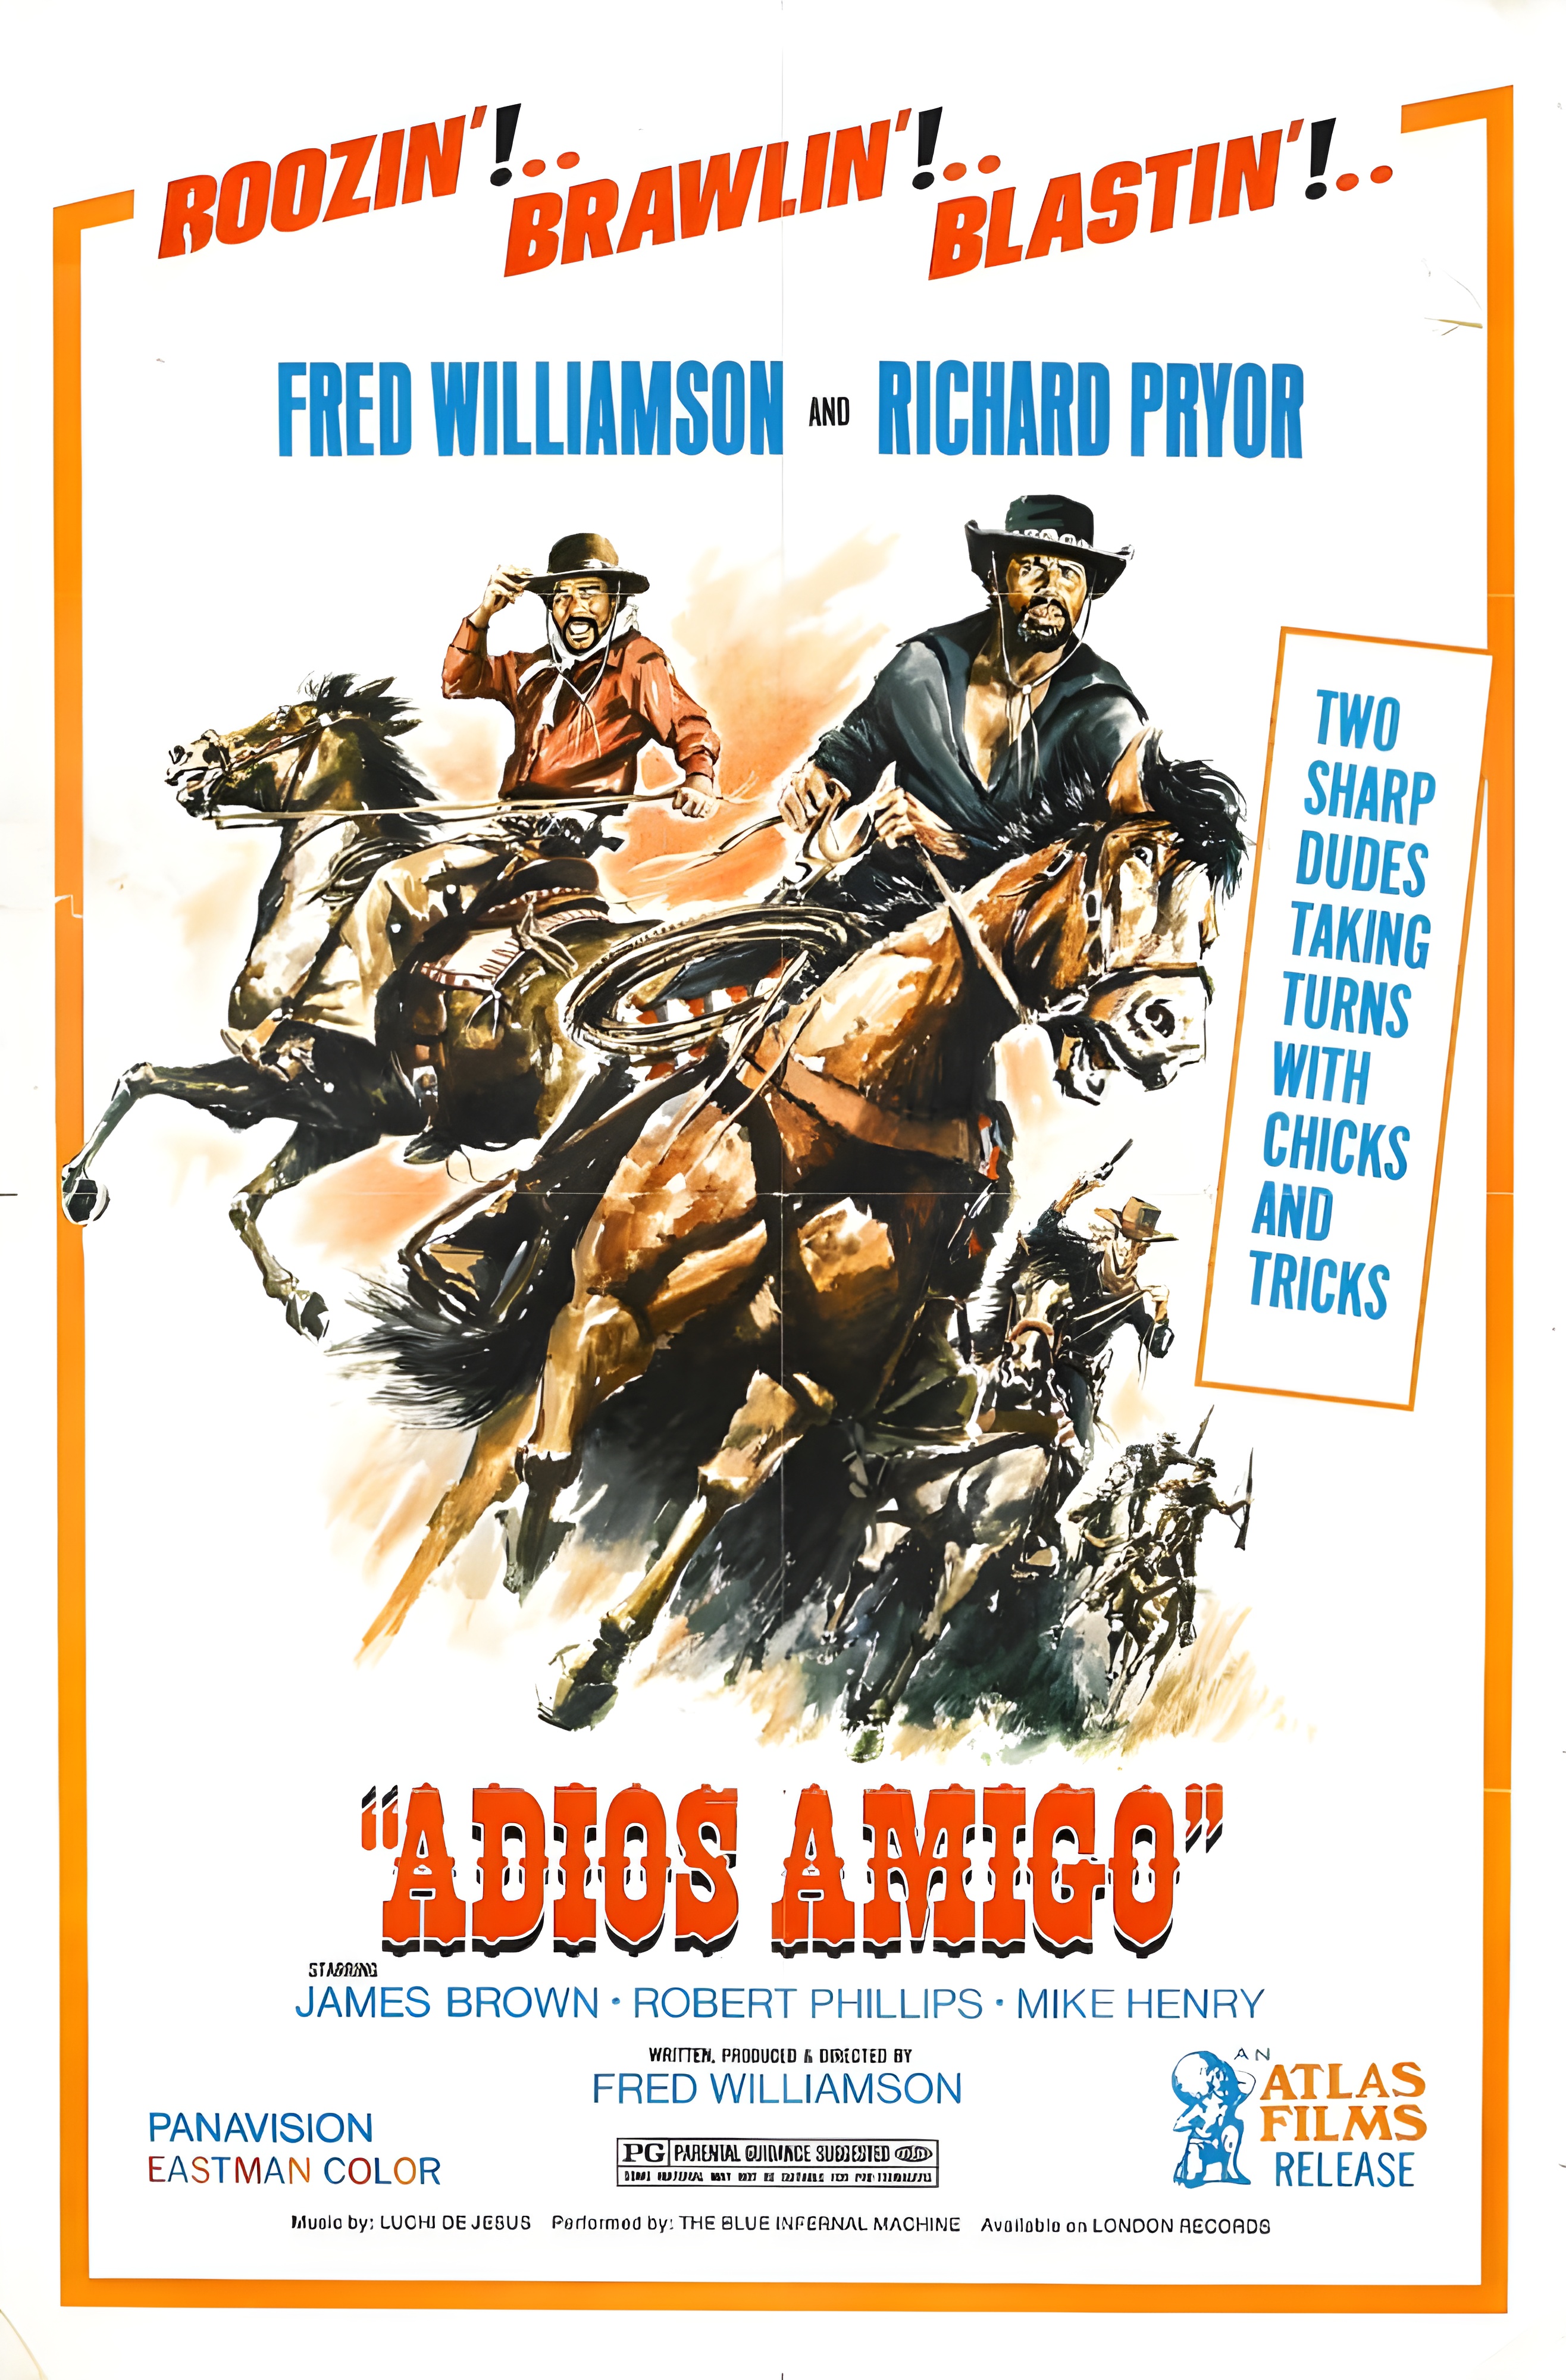 BOOZIN'!.. BRAWLIN'!.. BLASTIN'!..
FRED WILLIAMSON AND RICHARD PRYOR
TWO
SHARP
DUDES
TAKING
TURNS
WITH
CHICKS
AND
TRICKS
"ADIOS AMIGO"
STARRING
JAMES BROWN • ROBERT PHILLIPS • MIKE HENRY
WRITTEN, PRODUCED & DIRECTED BY
FRED WILLIAMSON
PANAVISION
EASTMAN COLOR
PG PARENTAL GUIDANCE SUGGESTED
AN
ATLAS
FILMS
RELEASE
Music by: LUCHI DE JESUS Performed by: THE BLUE INFERNAL MACHINE Available on LONDON RECORDS